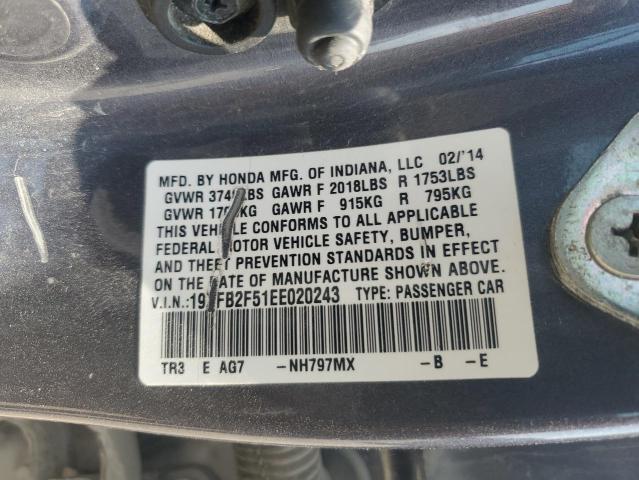 MFD. BY HONDA MFG. OF INDIANA, LLC 02/'14
GVWR GAWR F 2018LBS R 1753LBS
GVWR GAWR F 915KG R 795KG
THIS VEHICLE CONFORMS TO ALL APPLICABLE
FEDERAL MOTOR VEHICLE SAFETY, BUMPER,
AND THEFT PREVENTION STANDARDS IN EFFECT
ON THE DATE OF MANUFACTURE SHOWN ABOVE.
V.I.N.: TYPE: PASSENGER CAR
TR3 E AG7 -NH797MX -B -E